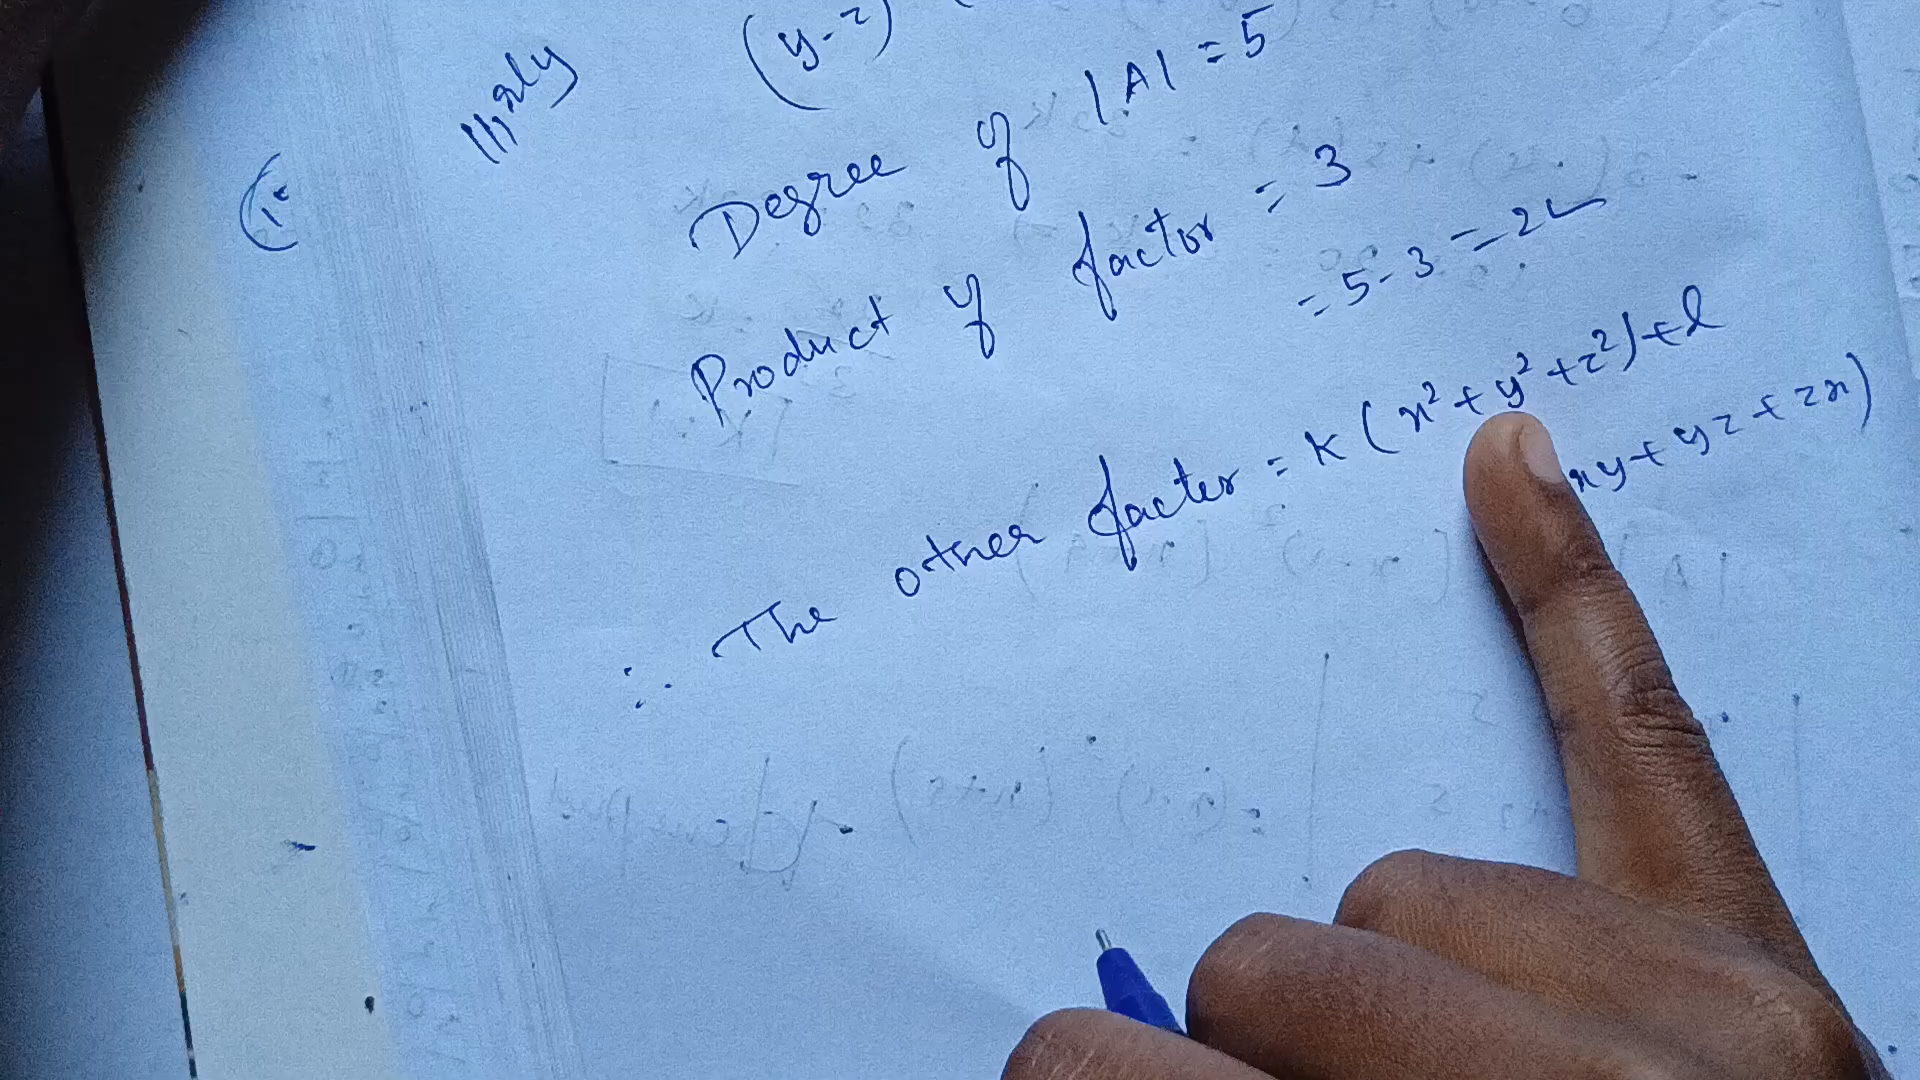 |||rly (y-z)
Degree of |A| = 5
Product of factor = 3
= 5-3 = 2
∴ The other factor = k(x²+y²+z²)+l
xy+yz+zx)